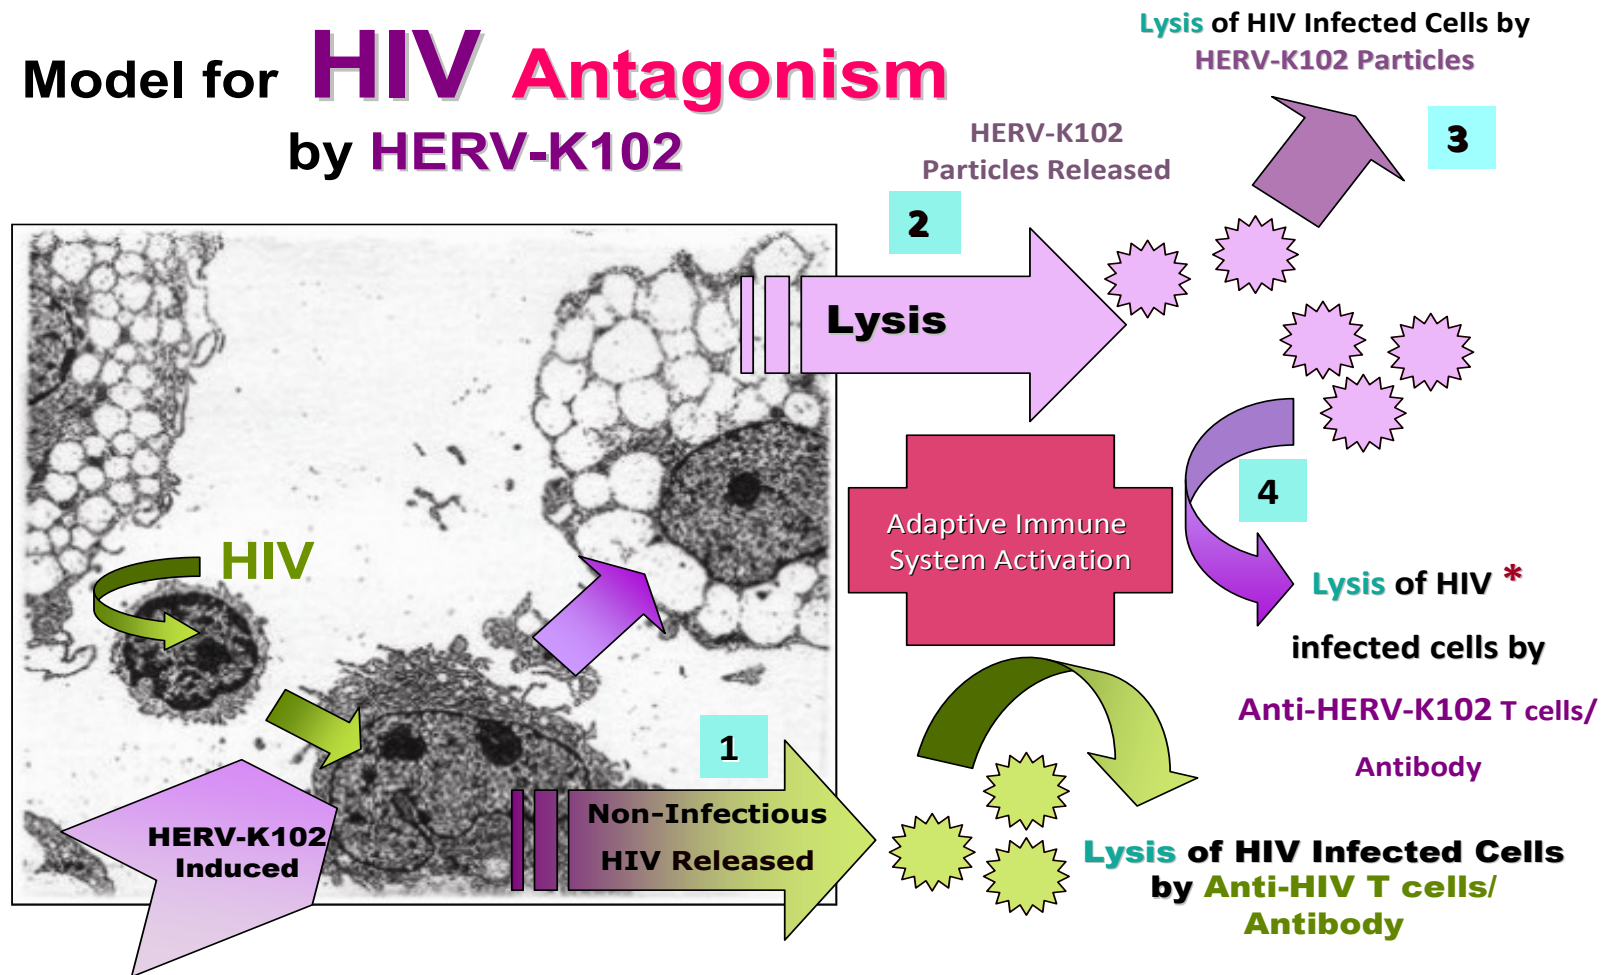 Model for HIV Antagonism
by HERV-K102
Lysis of HIV Infected Cells by
HERV-K102 Particles
3
HERV-K102
Particles Released
2
Lysis
Adaptive Immune
System Activation
4
Lysis of HIV *
infected cells by
Anti-HERV-K102 T cells/
Antibody
HIV
1
HERV-K102
Induced
Non-Infectious
HIV Released
Lysis of HIV Infected Cells
by Anti-HIV T cells/
Antibody